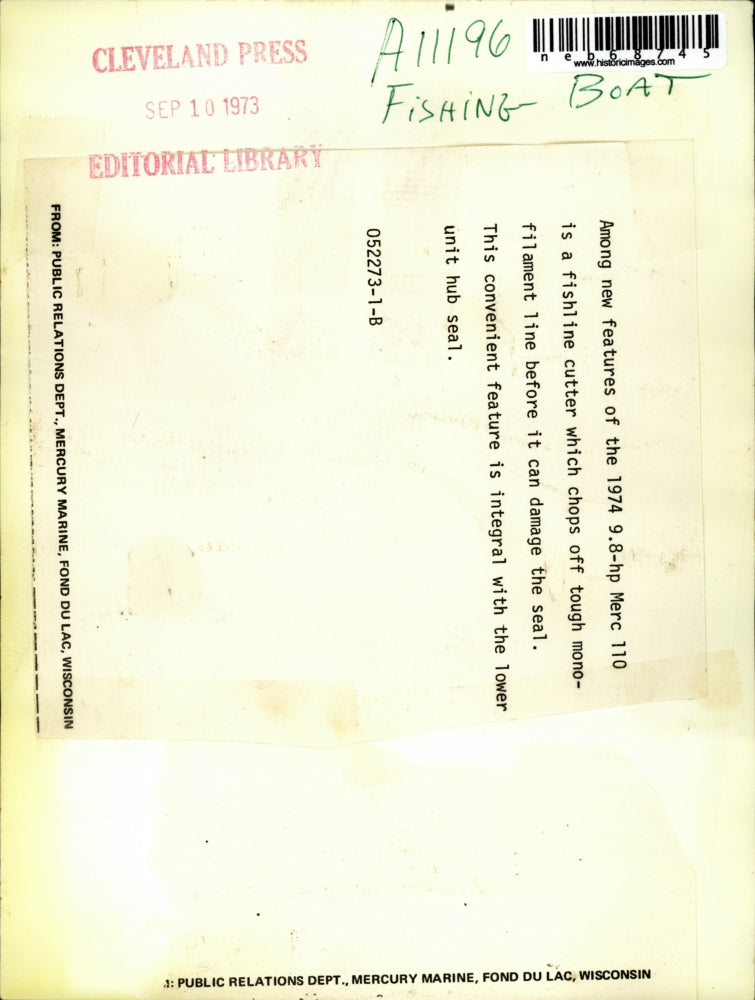 CLEVELAND PRESS
SEP 10 1973
EDITORIAL LIBRARY
A11196
FISHING BOAT
neb68745
www.historicimages.com
Among new features of the 1974 9.8-hp Merc 110
is a fishline cutter which chops off tough mono-
filament line before it can damage the seal.
This convenient feature is integral with the lower
unit hub seal.
052273-1-B
FROM: PUBLIC RELATIONS DEPT., MERCURY MARINE, FOND DU LAC, WISCONSIN
: PUBLIC RELATIONS DEPT., MERCURY MARINE, FOND DU LAC, WISCONSIN